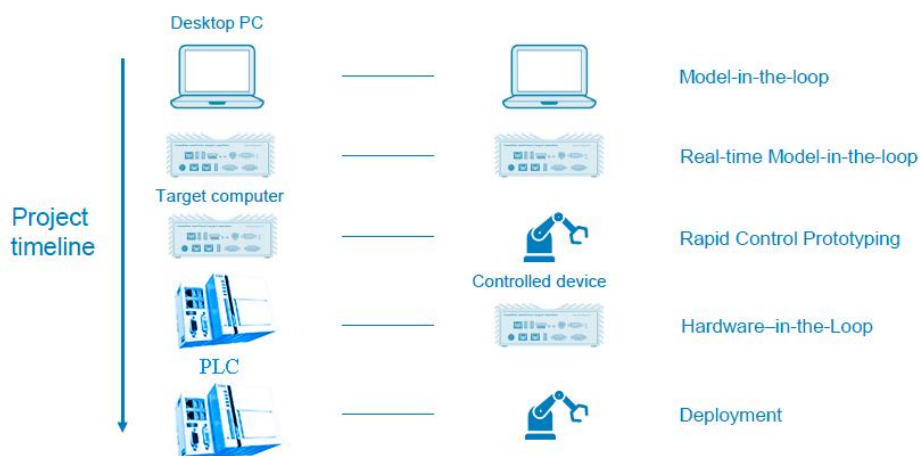 Desktop PC
Model-in-the-loop
Real-time Model-in-the-loop
Target computer
Project
timeline
Rapid Control Prototyping
Controlled device
Hardware–in-the-Loop
PLC
Deployment